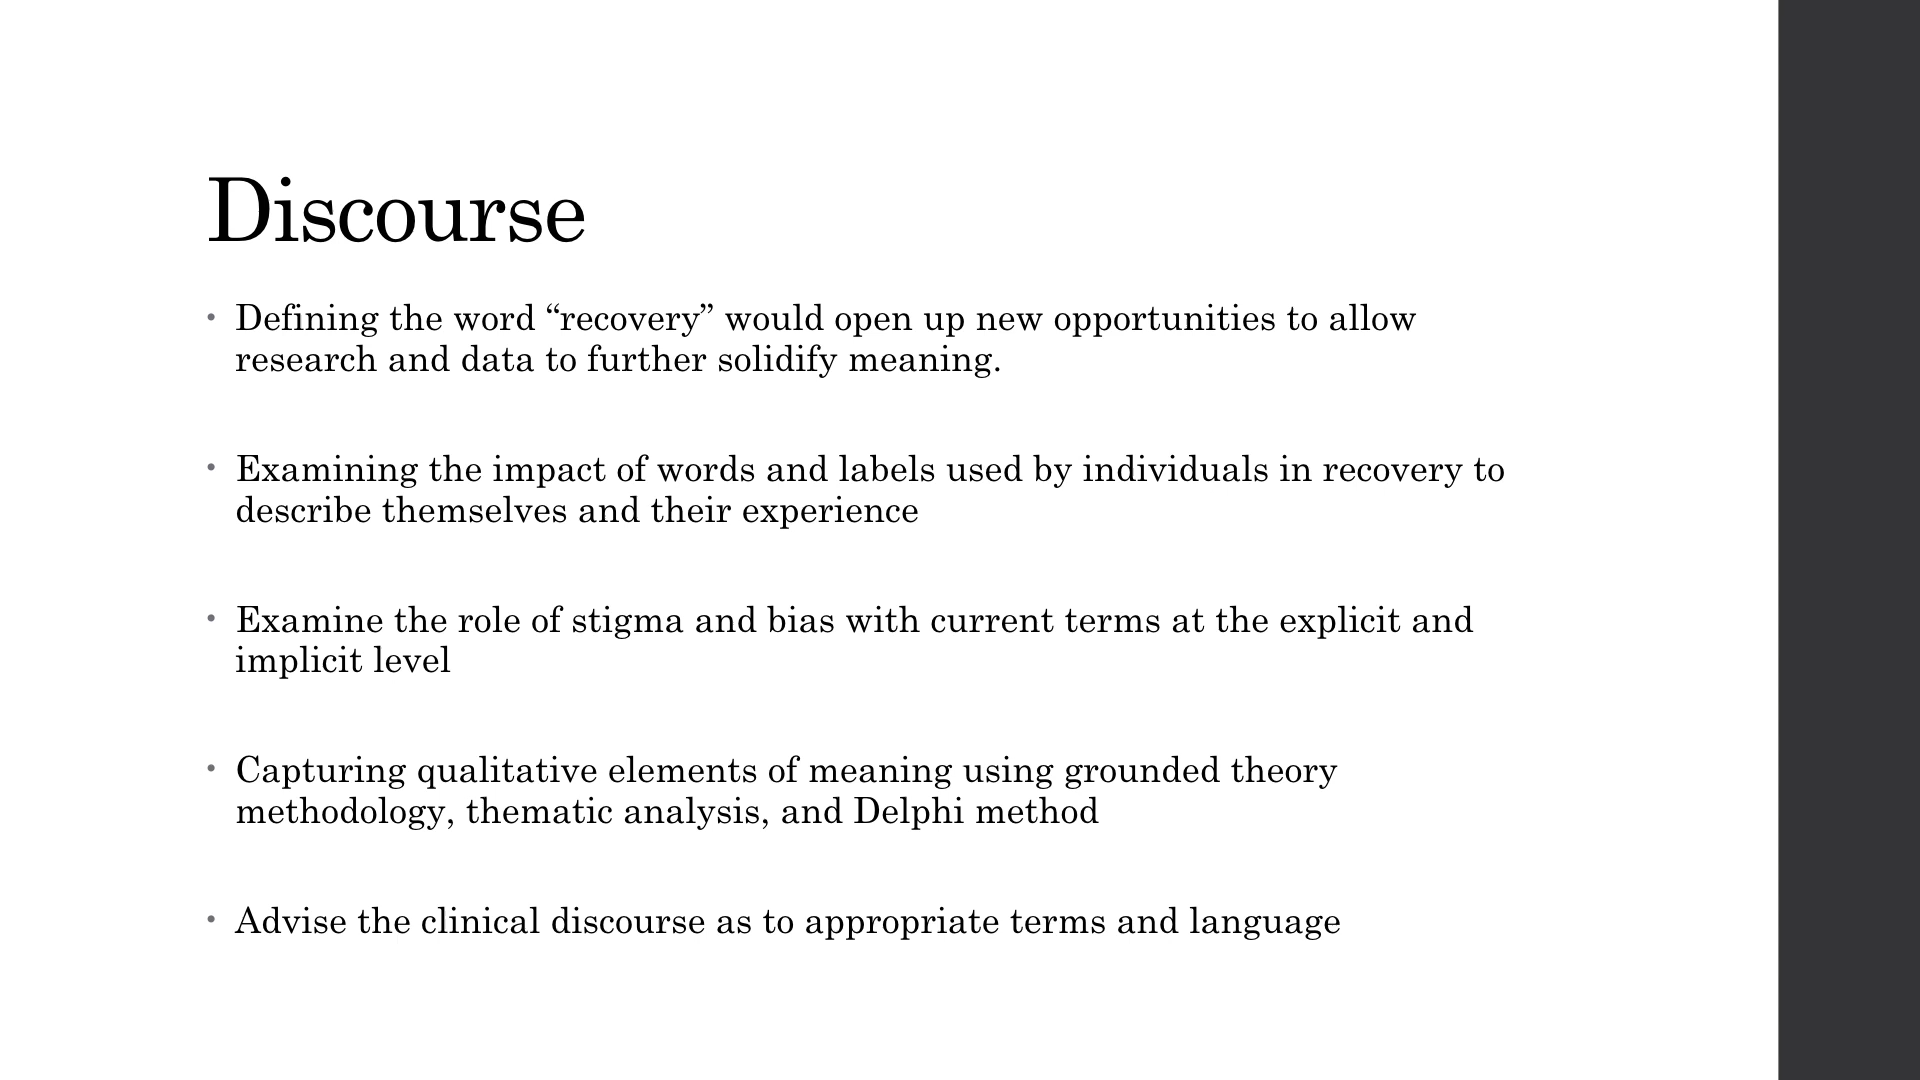 Discourse
• Defining the word “recovery” would open up new opportunities to allow
research and data to further solidify meaning.
• Examining the impact of words and labels used by individuals in recovery to
describe themselves and their experience
• Examine the role of stigma and bias with current terms at the explicit and
implicit level
• Capturing qualitative elements of meaning using grounded theory
methodology, thematic analysis, and Delphi method
• Advise the clinical discourse as to appropriate terms and language